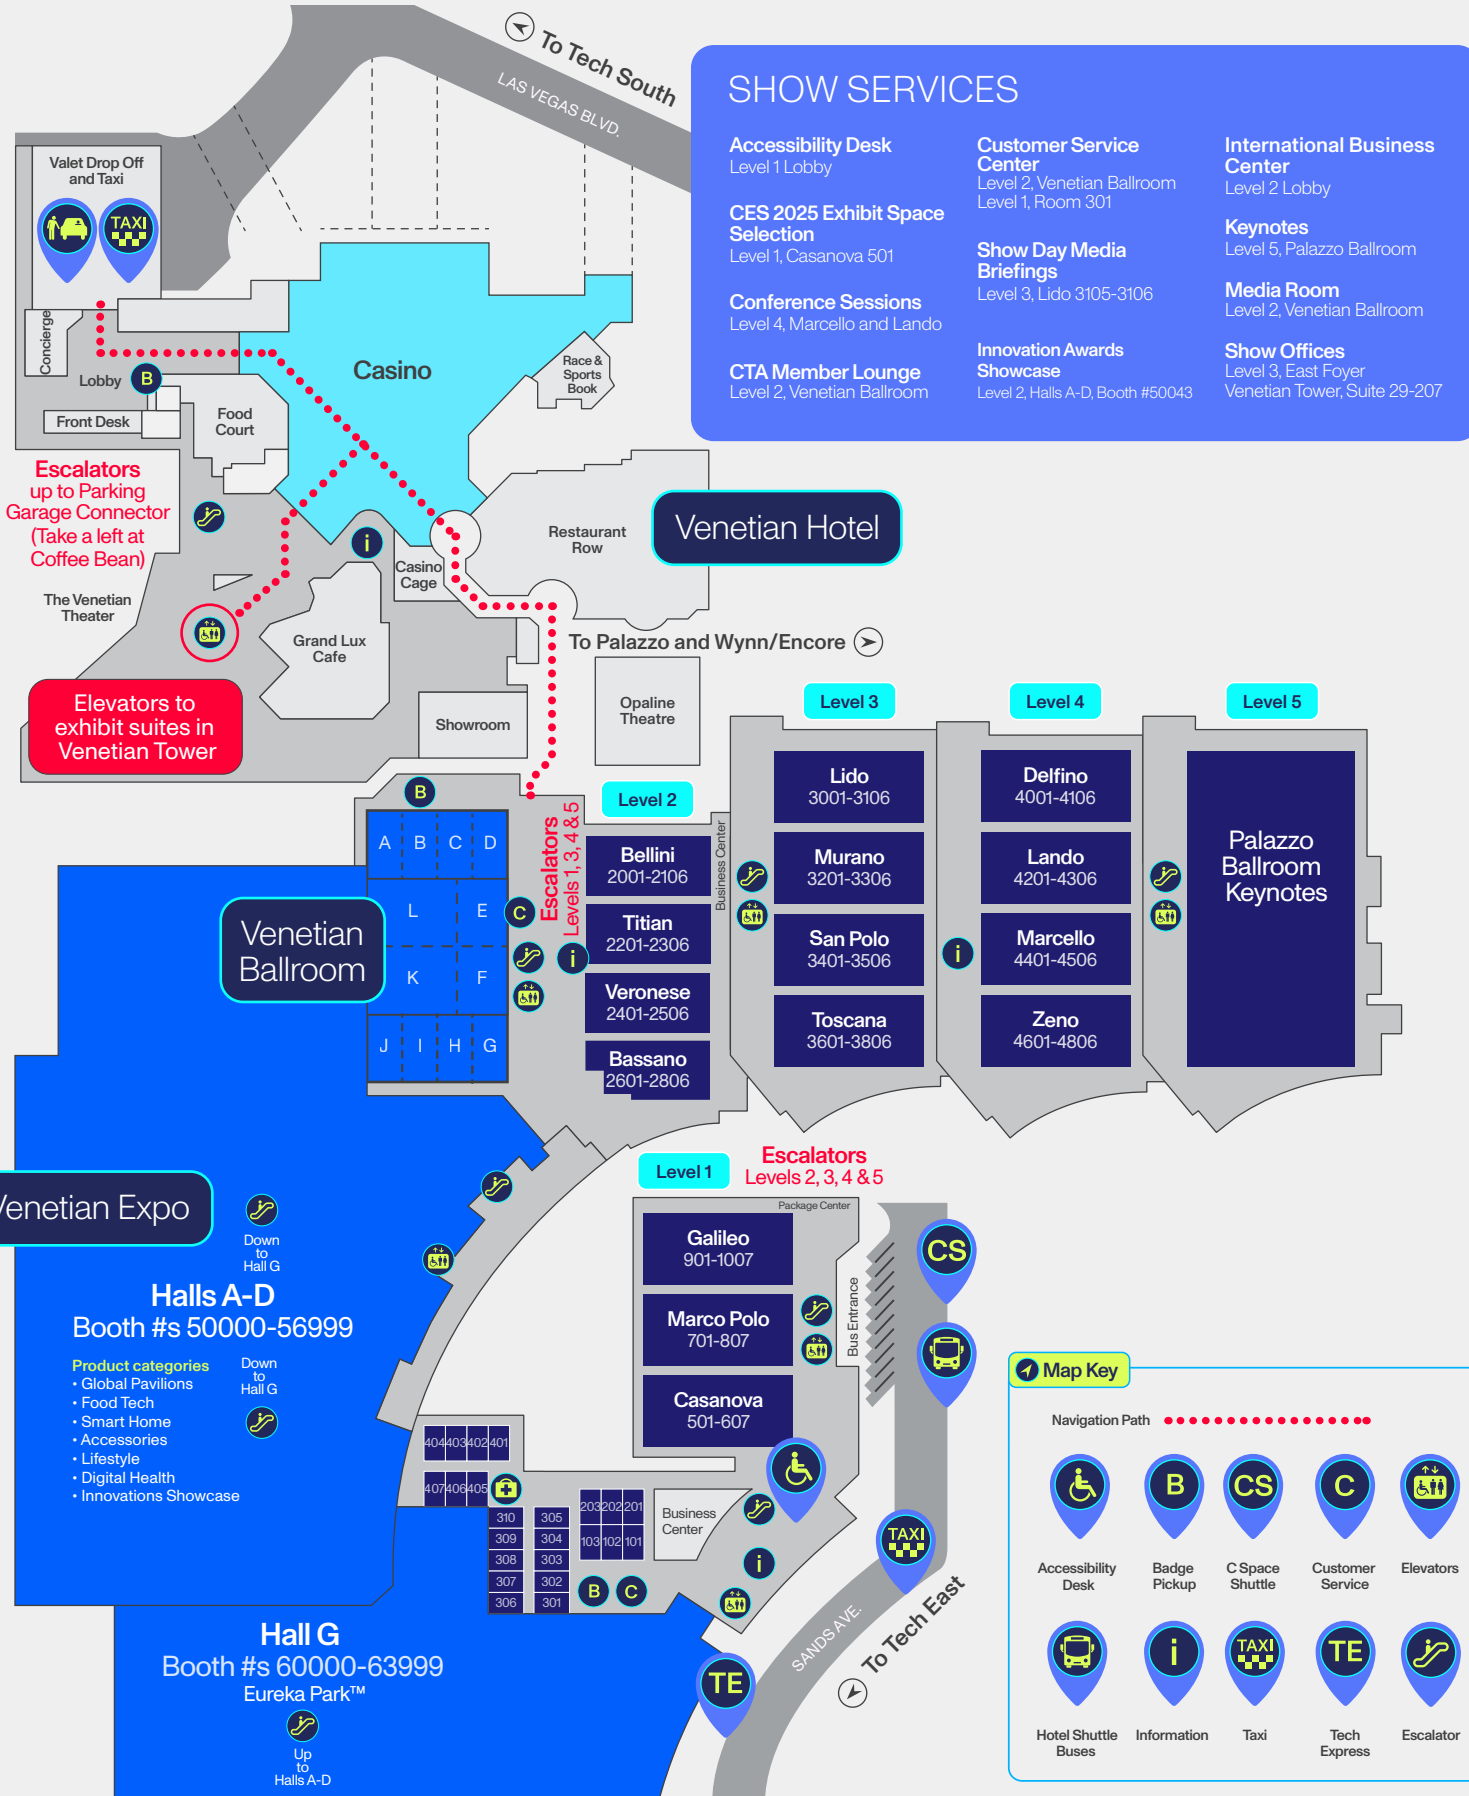 To Tech South
LAS VEGAS BLVD.
SHOW SERVICES
Accessibility Desk
Level 1 Lobby
CES 2025 Exhibit Space
Selection
Level 1, Casanova 501
Conference Sessions
Level 4, Marcello and Lando
CTA Member Lounge
Level 2, Venetian Ballroom
Customer Service
Center
Level 2, Venetian Ballroom
Level 1, Room 301
Show Day Media
Briefings
Level 3, Lido 3105-3106
Innovation Awards
Showcase
Level 2, Halls A-D, Booth #50043
International Business
Center
Level 2 Lobby
Keynotes
Level 5, Palazzo Ballroom
Media Room
Level 2, Venetian Ballroom
Show Offices
Level 3, East Foyer
Venetian Tower, Suite 29-207
Valet Drop Off
and Taxi
TAXI
Concierge
Lobby
B
Front Desk
Food
Court
Casino
Race &
Sports
Book
Escalators
up to Parking
Garage Connector
(Take a left at
Coffee Bean)
The Venetian
Theater
i
Casino
Cage
Restaurant
Row
Venetian Hotel
Grand Lux
Cafe
To Palazzo and Wynn/Encore
Elevators to
exhibit suites in
Venetian Tower
Showroom
Opaline
Theatre
Level 2
Level 3
Level 4
Level 5
B
A B C D
L E
K F
J I H G
C
i
Venetian
Ballroom
Escalators
Levels 1, 3, 4 & 5
Bellini
2001-2106
Titian
2201-2306
Veronese
2401-2506
Bassano
2601-2806
Business Center
Lido
3001-3106
Murano
3201-3306
San Polo
3401-3506
Toscana
3601-3806
i
Delfino
4001-4106
Lando
4201-4306
Marcello
4401-4506
Zeno
4601-4806
Palazzo
Ballroom
Keynotes
Venetian Expo
Down
to
Hall G
Halls A-D
Booth #s 50000-56999
Product categories
• Global Pavilions
• Food Tech
• Smart Home
• Accessories
• Lifestyle
• Digital Health
• Innovations Showcase
Down
to
Hall G
Level 1
Escalators
Levels 2, 3, 4 & 5
Package Center
Galileo
901-1007
Marco Polo
701-807
Casanova
501-607
Bus Entrance
CS
404 403 402 401
407 406 405
310
309
308
307
306
305
304
303
302
301
203 202 201
103 102 101
B
C
Business
Center
i
TAXI
SANDS AVE.
To Tech East
TE
Hall G
Booth #s 60000-63999
Eureka Park™
Up
to
Halls A-D
Map Key
Navigation Path
B
CS
C
Accessibility
Desk
Badge
Pickup
C Space
Shuttle
Customer
Service
Elevators
i
TAXI
TE
Hotel Shuttle
Buses
Information
Taxi
Tech
Express
Escalator